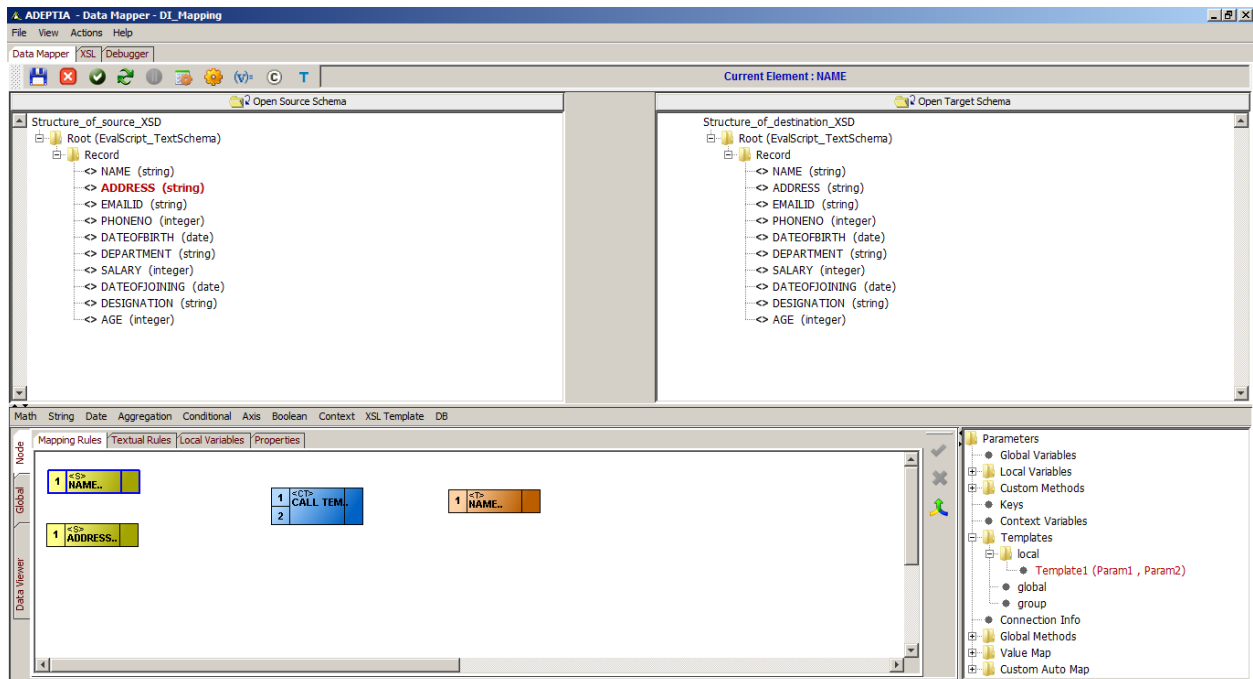 ADEPTIA - Data Mapper - DI_Mapping
File View Actions Help
Data Mapper XSL Debugger
(v)= © T Current Element : NAME
Open Source Schema
Open Target Schema
Structure_of_source_XSD
Root (EvalScript_TextSchema)
Record
<> NAME (string)
<> ADDRESS (string)
<> EMAILID (string)
<> PHONENO (integer)
<> DATEOFBIRTH (date)
<> DEPARTMENT (string)
<> SALARY (integer)
<> DATEOFJOINING (date)
<> DESIGNATION (string)
<> AGE (integer)
Structure_of_destination_XSD
Root (EvalScript_TextSchema)
Record
<> NAME (string)
<> ADDRESS (string)
<> EMAILID (string)
<> PHONENO (integer)
<> DATEOFBIRTH (date)
<> DEPARTMENT (string)
<> SALARY (integer)
<> DATEOFJOINING (date)
<> DESIGNATION (string)
<> AGE (integer)
Math String Date Aggregation Conditional Axis Boolean Context XSL Template DB
Node
Global
Data Viewer
Mapping Rules Textual Rules Local Variables Properties
<S>
1 NAME..
<S>
1 ADDRESS..
<CT>
1 CALL TEM..
2
<T>
1 NAME..
Parameters
Global Variables
Local Variables
Custom Methods
Keys
Context Variables
Templates
local
Template1 (Param1 , Param2)
global
group
Connection Info
Global Methods
Value Map
Custom Auto Map